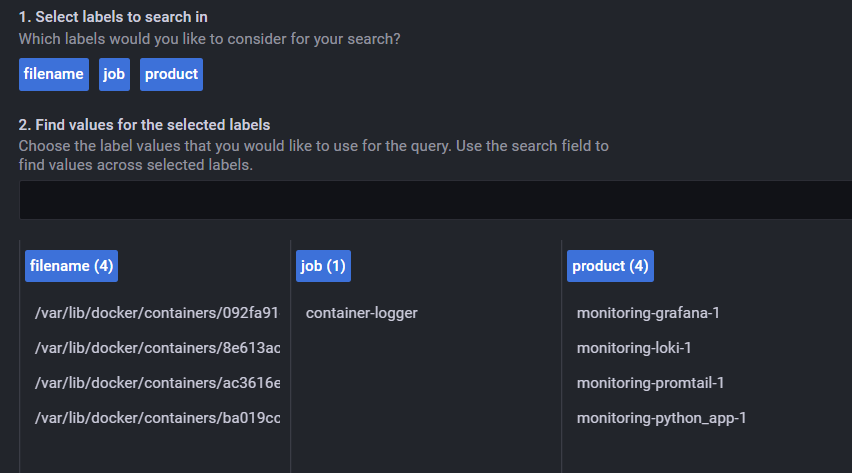 1. Select labels to search in
Which labels would you like to consider for your search?
filename job product
2. Find values for the selected labels
Choose the label values that you would like to use for the query. Use the search field to
find values across selected labels.
filename (4) job (1) product (4)
/var/lib/docker/containers/092fa91 container-logger monitoring-grafana-1
/var/lib/docker/containers/8e613ac monitoring-loki-1
/var/lib/docker/containers/ac3616e monitoring-promtail-1
/var/lib/docker/containers/ba019cc monitoring-python_app-1